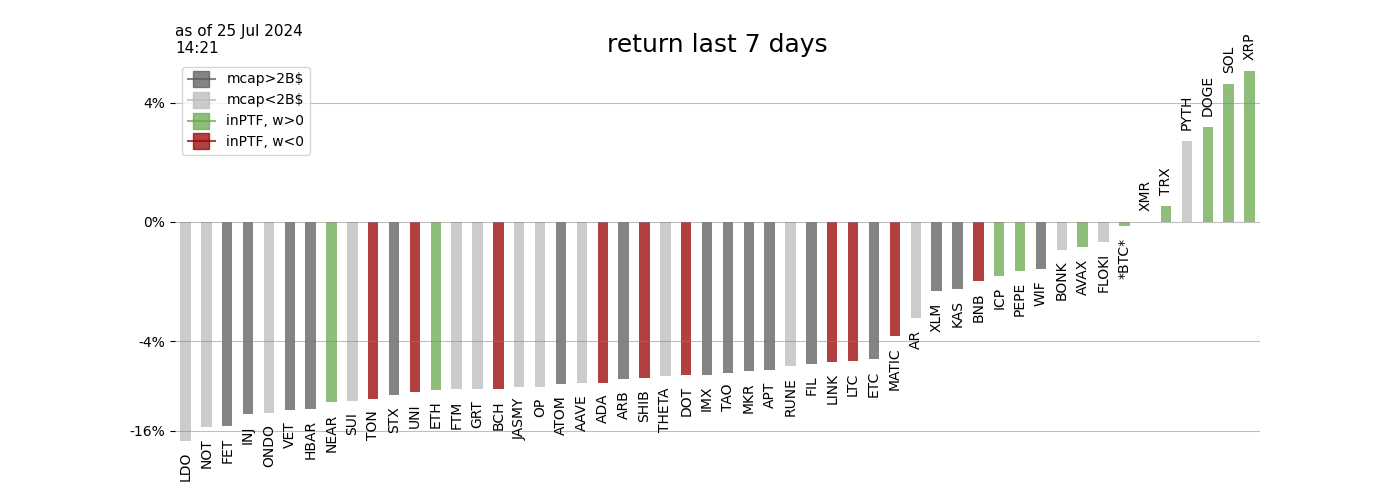 as of 25 Jul 2024
14:21
return last 7 days
mcap>2B$
mcap<2B$
inPTF, w>0
inPTF, w<0
4%
0%
-4%
-16%
LDO
NOT
FET
INJ
ONDO
VET
HBAR
NEAR
SUI
TON
STX
UNI
ETH
FTM
GRT
BCH
JASMY
OP
ATOM
AAVE
ADA
ARB
SHIB
THETA
DOT
IMX
TAO
MKR
APT
RUNE
FIL
LINK
LTC
ETC
MATIC
AR
XLM
KAS
BNB
ICP
PEPE
WIF
BONK
AVAX
FLOKI
*BTC*
XMR
TRX
PYTH
DOGE
SOL
XRP